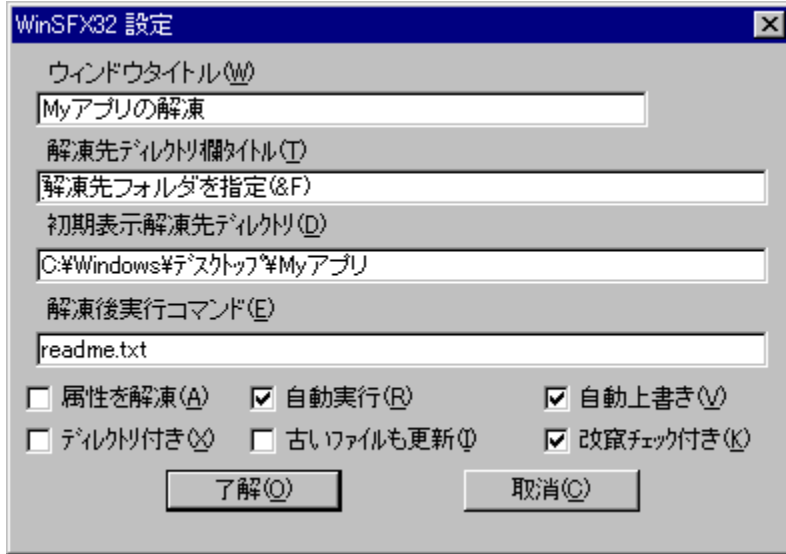 WinSFX32 設定
ウィンドウタイトル(W)
Myアプリの解凍
解凍先ディレクトリ欄タイトル(T)
解凍先フォルダを指定(&F)
初期表示解凍先ディレクトリ(D)
C:¥Windows¥デスクトップ¥Myアプリ
解凍後実行コマンド(E)
readme.txt
属性を解凍(A) 自動実行(R) 自動上書き(V)
ディレクトリ付き(X) 古いファイルも更新(I) 改竄チェック付き(K)
了解(O) 取消(C)